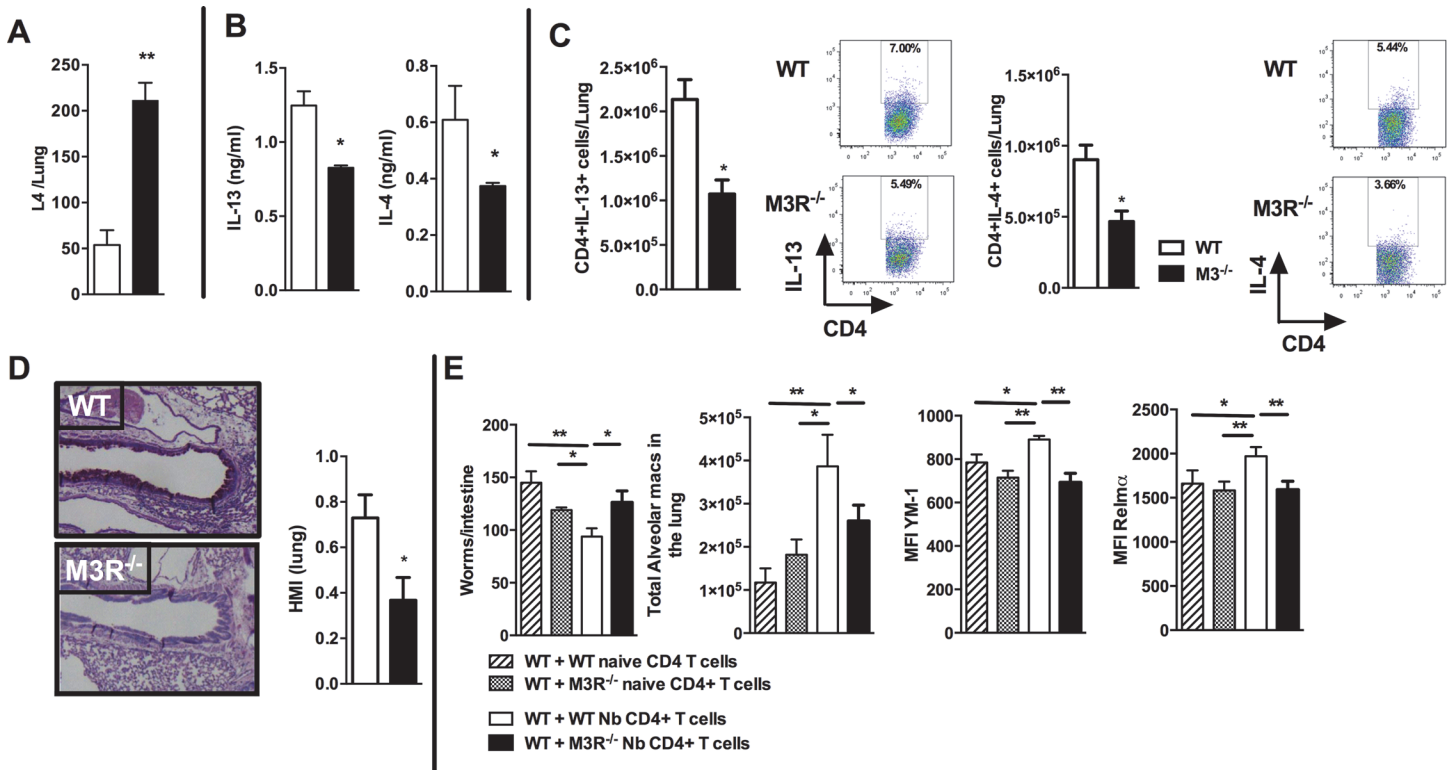 A
**
L4 /Lung
250
200
150
100
50
0
B
IL-13 (ng/ml)
1.5
1.2
0.9
0.6
0.3
0.0
*
IL-4 (ng/ml)
0.8
0.6
0.4
0.2
0.0
*
C
CD4+IL-13+ cells/Lung
2.5×10⁶
2.0×10⁶
1.5×10⁶
1.0×10⁶
5.0×10⁵
0.0
*
WT
7.00%
M3R-/-
5.49%
IL-13
CD4
CD4+IL-4+ cells/Lung
1.5×10⁶
1.0×10⁶
5.0×10⁵
0.0
*
WT
M3-/-
WT
5.44%
M3R-/-
3.66%
IL-4
CD4
D
WT
M3R-/-
HMI (lung)
1.0
0.8
0.6
0.4
0.2
0.0
*
E
Worms/intestine
200
150
100
50
0
** *
*
Total Alveolar macs in
the lung
5×10⁵
4×10⁵
3×10⁵
2×10⁵
1×10⁵
0
** *
*
MFI YM-1
1000
800
600
400
200
0
* **
**
MFI Relmα
2500
2000
1500
1000
500
0
* **
**
WT + WT naive CD4 T cells
WT + M3R-/- naive CD4+ T cells
WT + WT Nb CD4+ T cells
WT + M3R-/- Nb CD4+ T cells